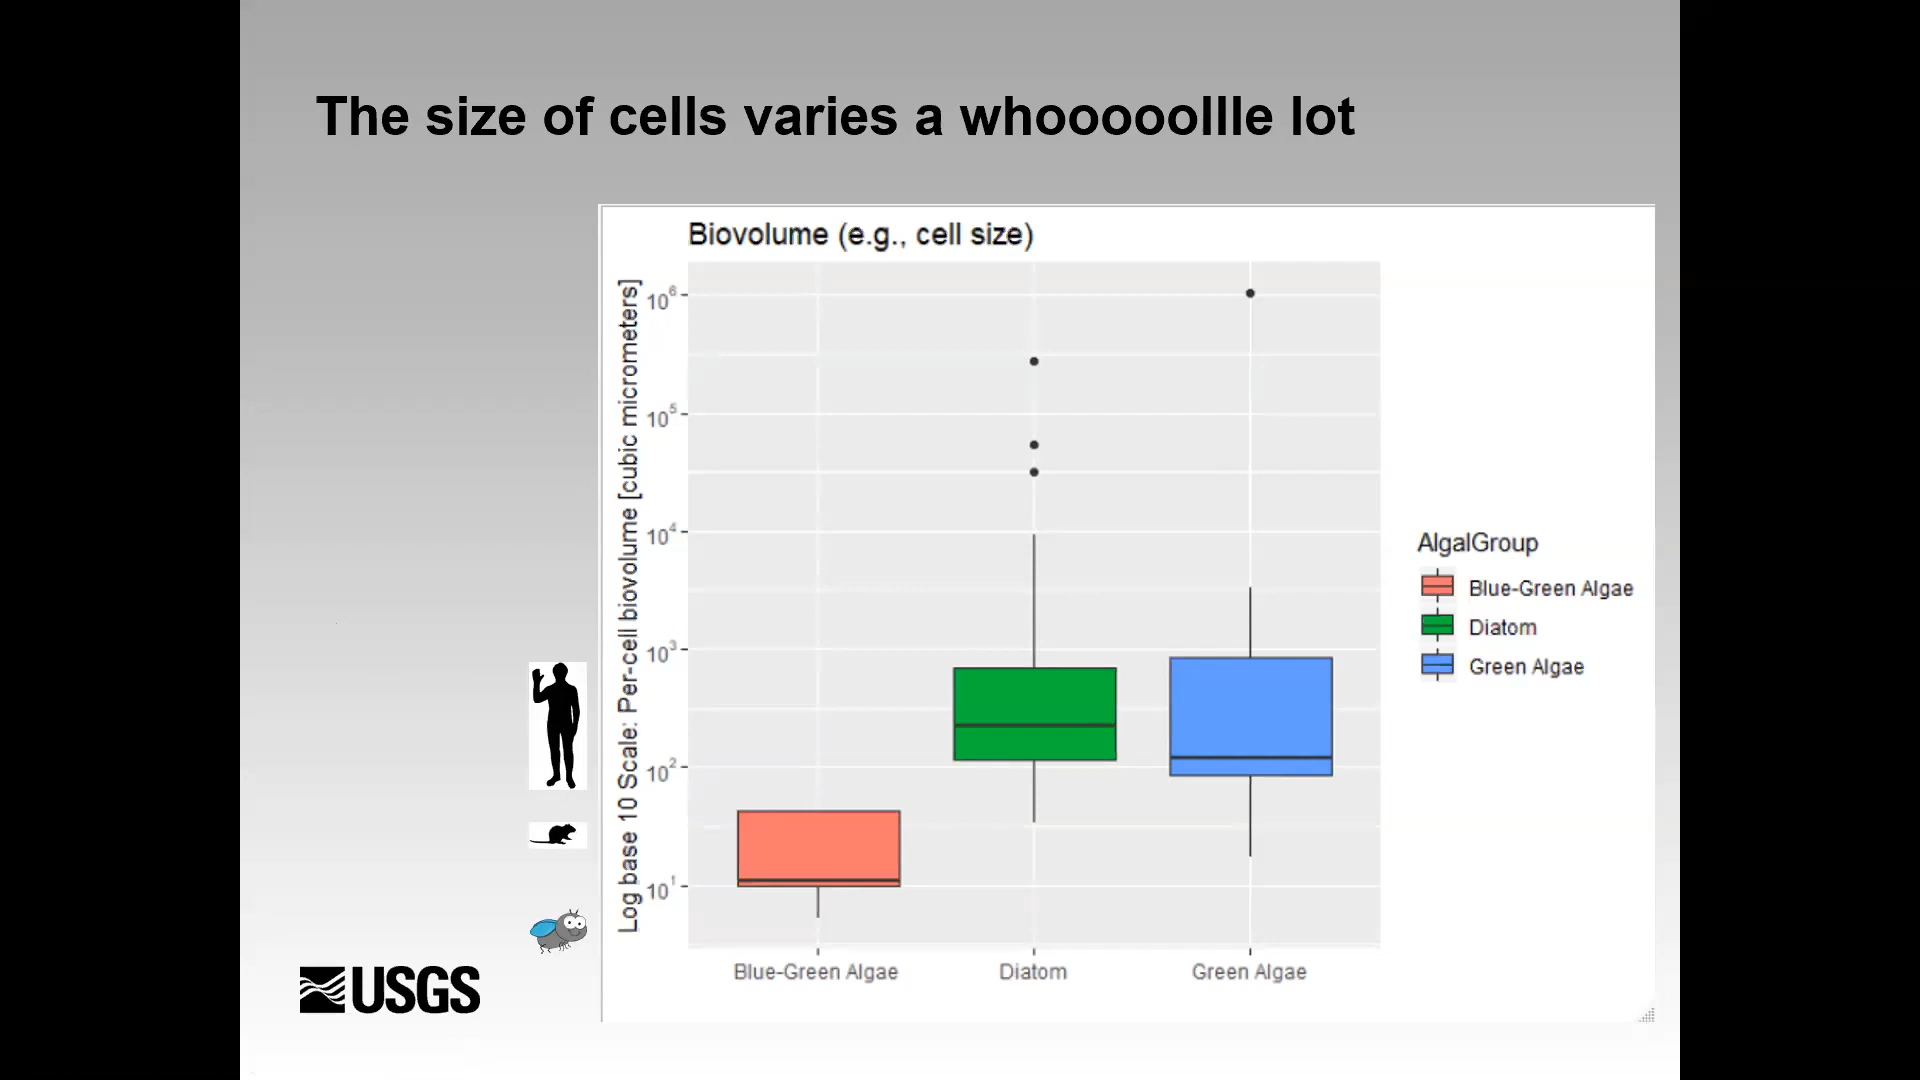 The size of cells varies a whooooollle lot
Biovolume (e.g., cell size)
Log base 10 Scale: Per-cell biovolume [cubic micrometers]
10⁶
10⁵
10⁴
10³
10²
10¹
Blue-Green Algae
Diatom
Green Algae
AlgalGroup
Blue-Green Algae
Diatom
Green Algae
USGS